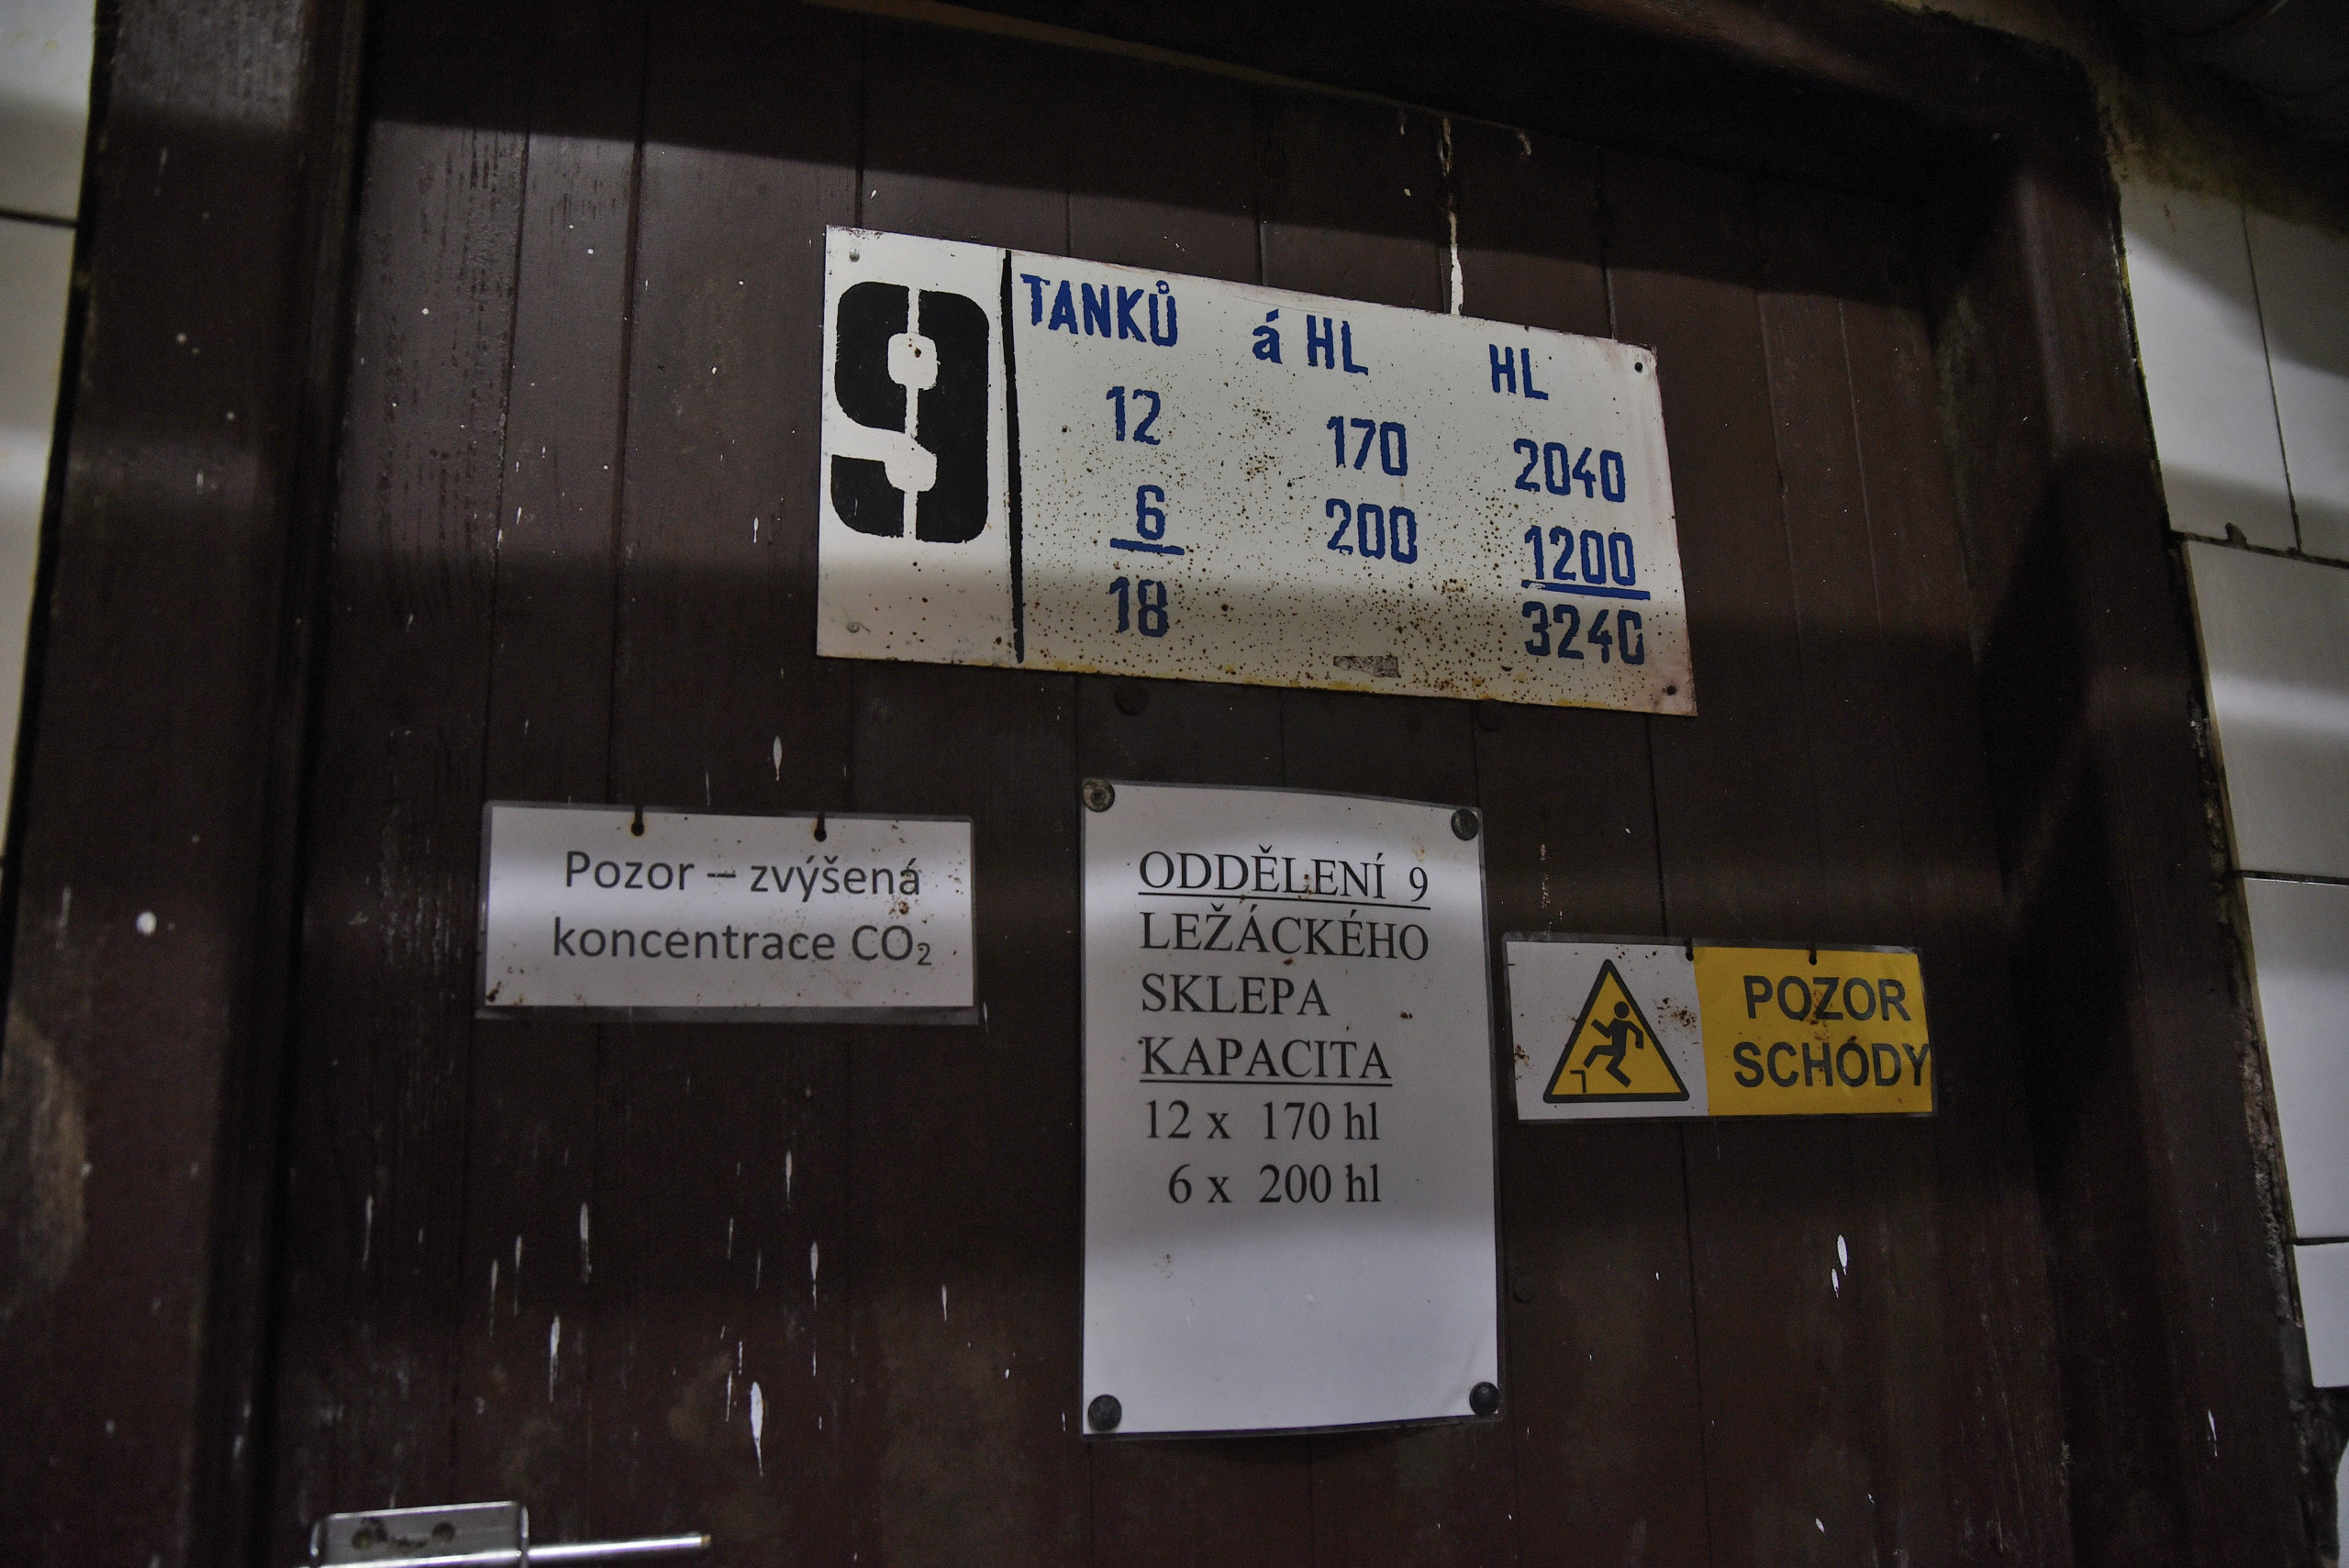 9
TANKŮ á HL HL
12 170 2040
6 200 1200
18 3240
Pozor – zvýšená
koncentrace CO₂
ODDĚLENÍ 9
LEŽÁCKÉHO
SKLEPA
KAPACITA
12 x 170 hl
6 x 200 hl
POZOR
SCHODY